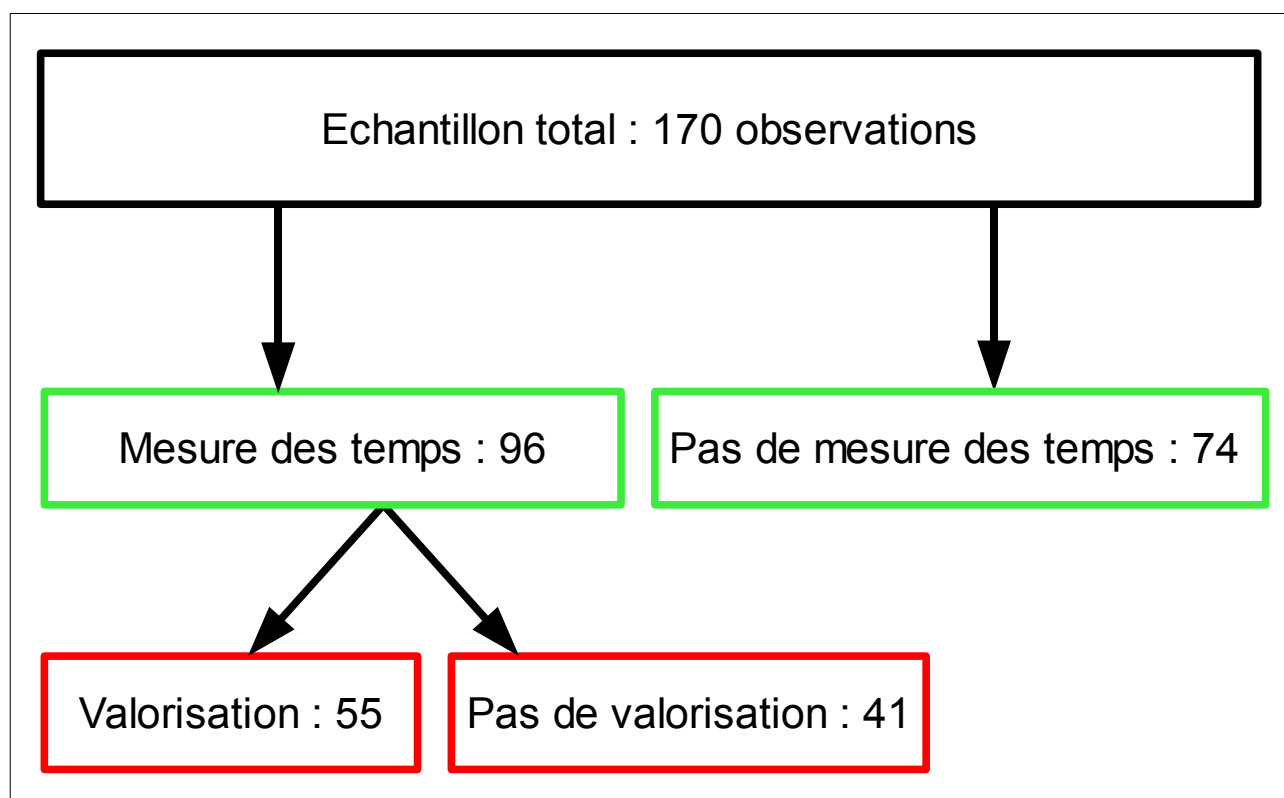 Echantillon total : 170 observations
Mesure des temps : 96
Pas de mesure des temps : 74
Valorisation : 55
Pas de valorisation : 41